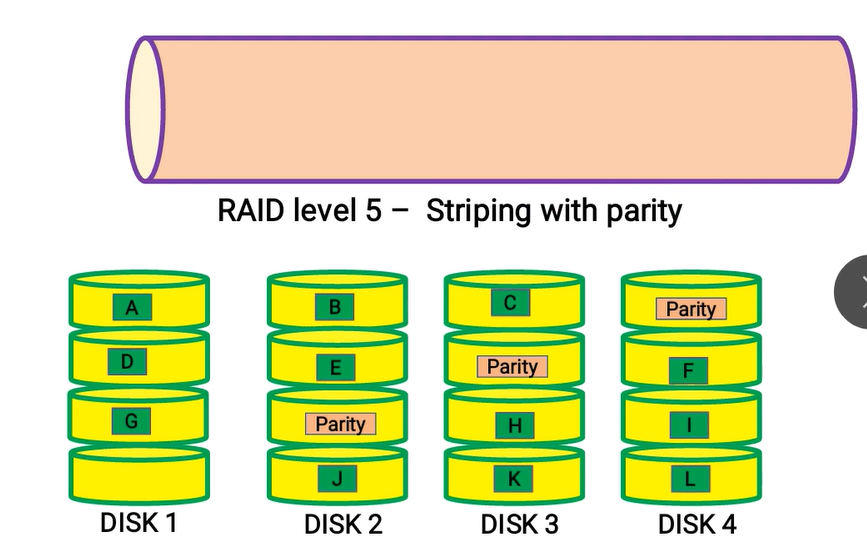 RAID level 5 – Striping with parity
A B C Parity
D E Parity F
G Parity H I
J K L
DISK 1 DISK 2 DISK 3 DISK 4